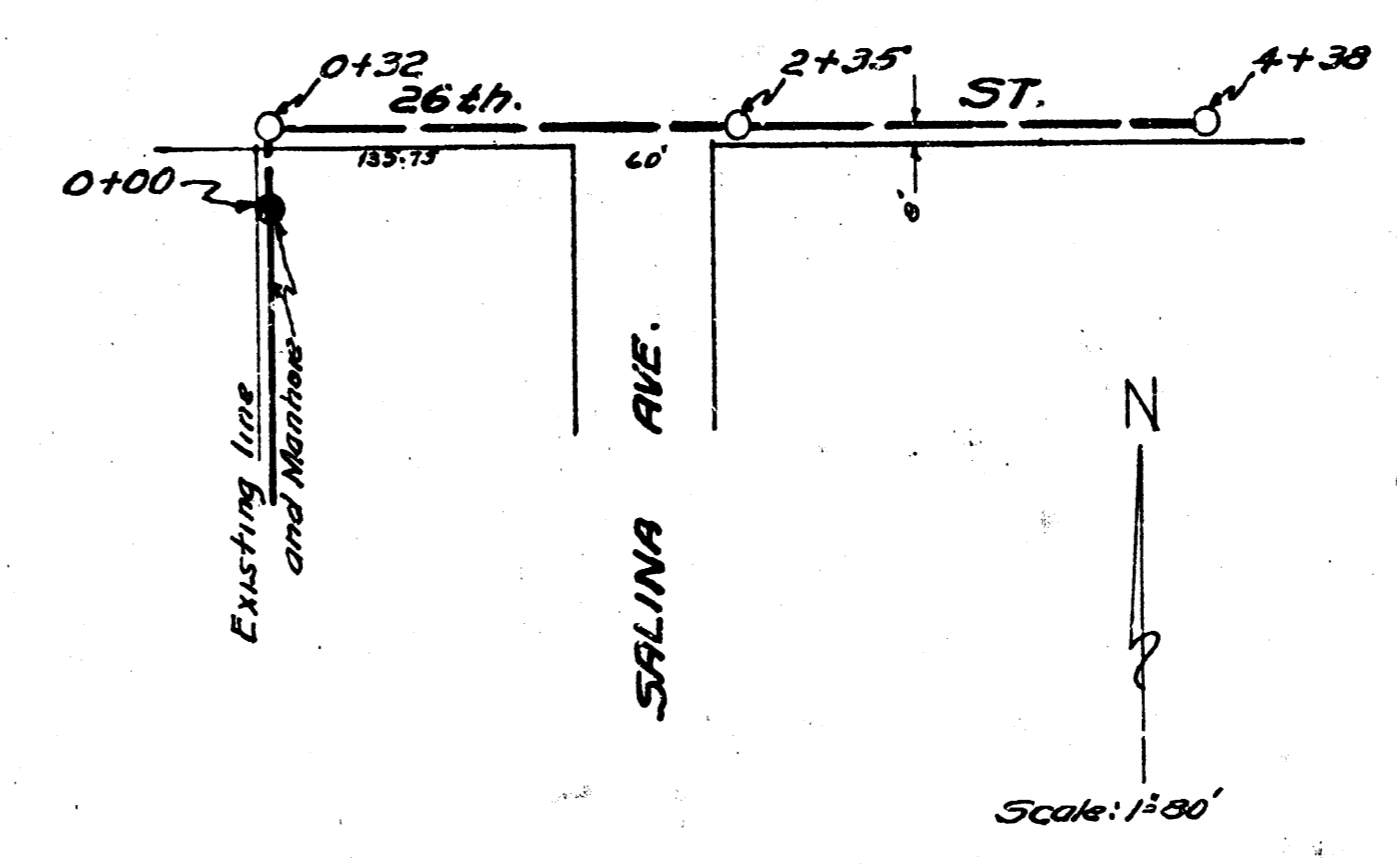 0+32
26th.
2+35
ST.
4+38
135.73
60'
8'
0+00
Existing line
and Manhole
SALINA AVE.
N
Scale: 1"=80'